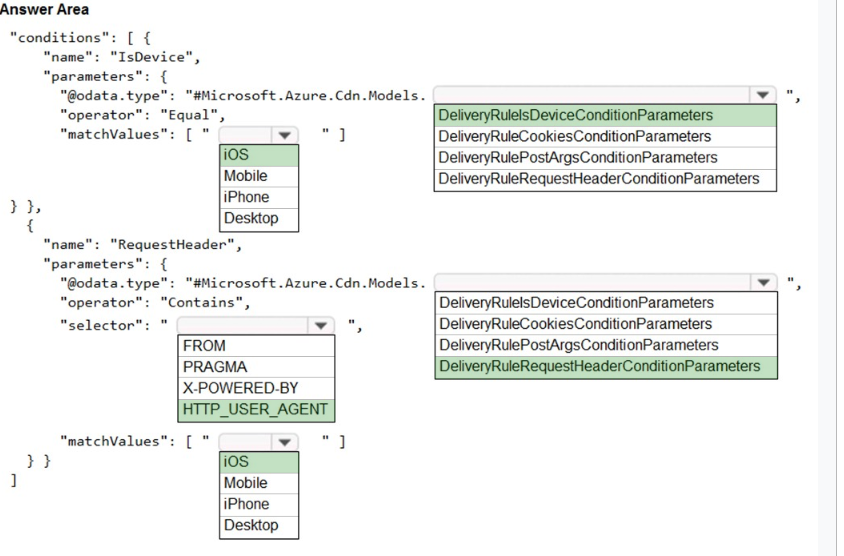 Answer Area
"conditions": [ {
"name": "IsDevice",
"parameters": {
"@odata.type": "#Microsoft.Azure.Cdn.Models. ",
DeliveryRuleIsDeviceConditionParameters
DeliveryRuleCookiesConditionParameters
DeliveryRulePostArgsConditionParameters
DeliveryRuleRequestHeaderConditionParameters
"operator": "Equal",
"matchValues": [ " " ]
iOS
Mobile
iPhone
Desktop
} },
{
"name": "RequestHeader",
"parameters": {
"@odata.type": "#Microsoft.Azure.Cdn.Models. ",
DeliveryRuleIsDeviceConditionParameters
DeliveryRuleCookiesConditionParameters
DeliveryRulePostArgsConditionParameters
DeliveryRuleRequestHeaderConditionParameters
"operator": "Contains",
"selector": " ",
FROM
PRAGMA
X-POWERED-BY
HTTP_USER_AGENT
"matchValues": [ " " ]
iOS
Mobile
iPhone
Desktop
} }
]